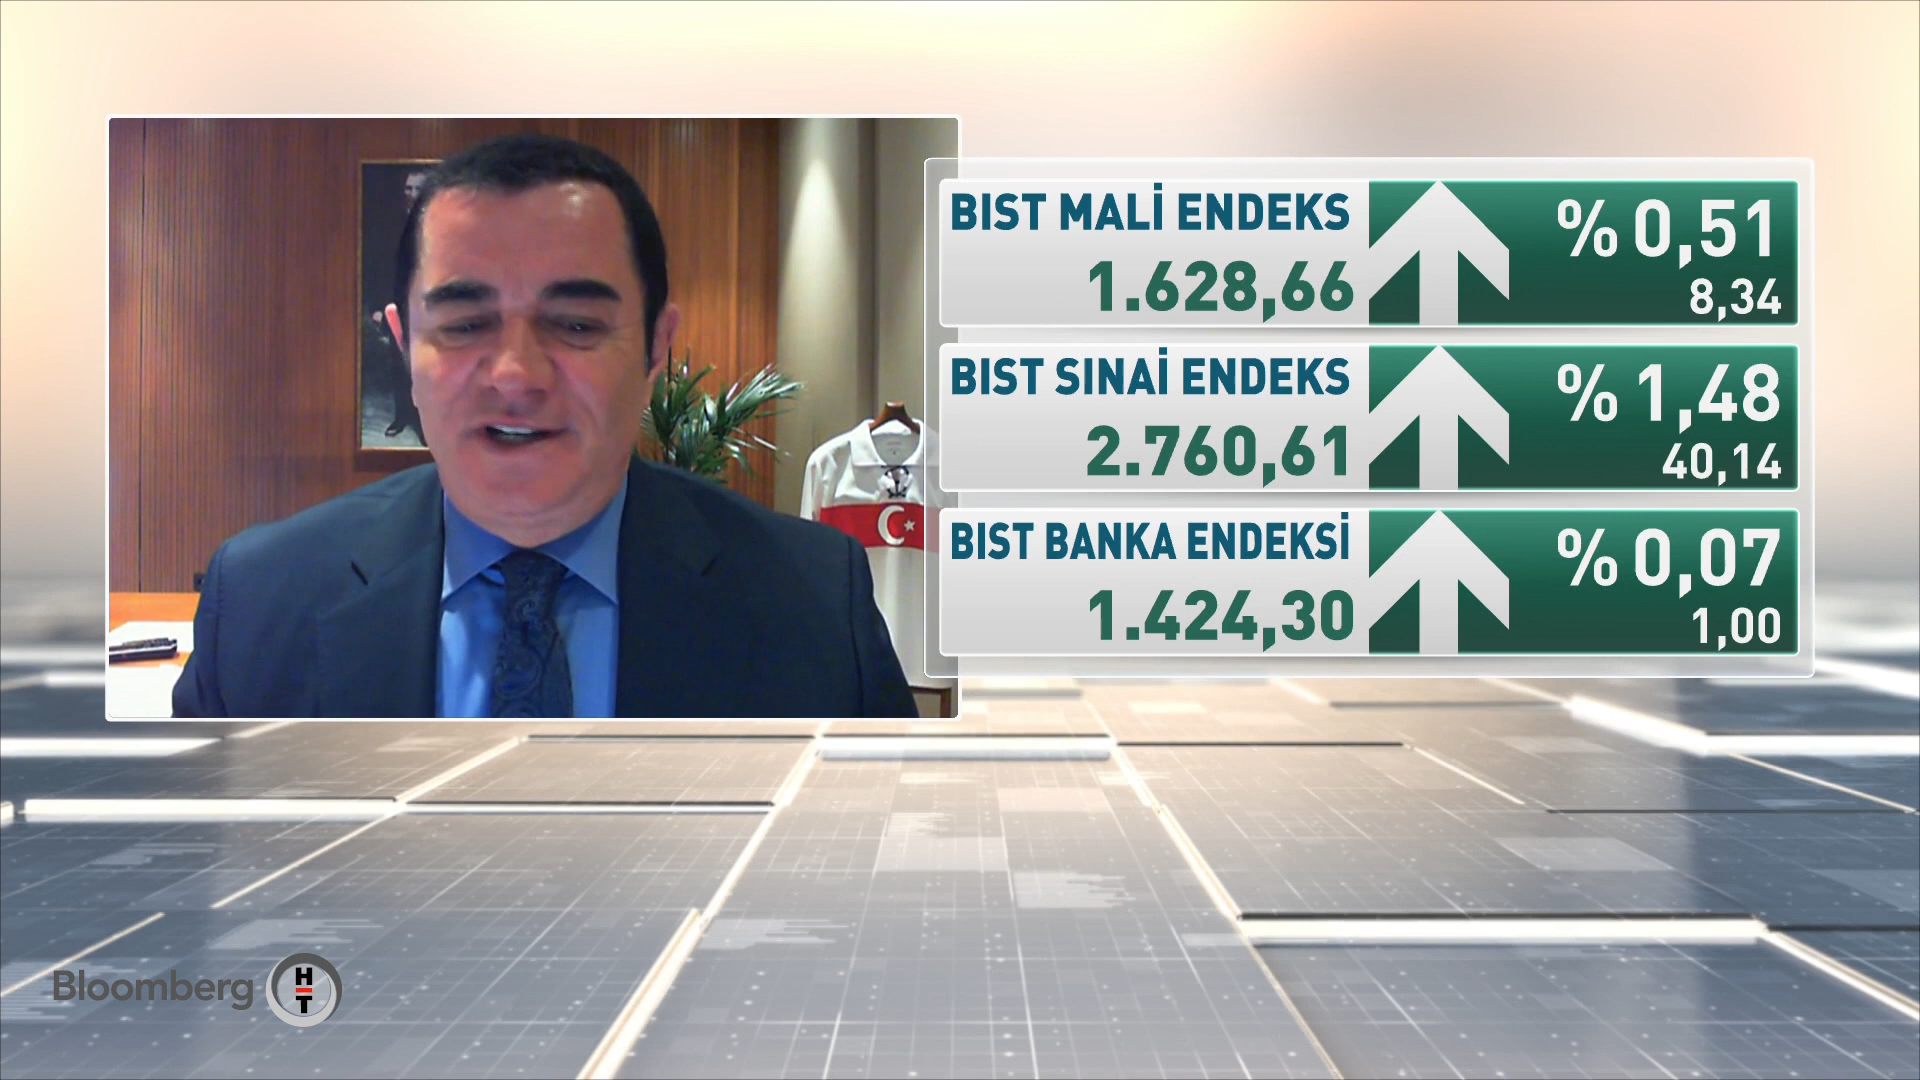 BIST MALİ ENDEKS
1.628,66
% 0,51
8,34
BIST SINAİ ENDEKS
2.760,61
% 1,48
40,14
BIST BANKA ENDEKSİ
1.424,30
% 0,07
1,00
Bloomberg HT